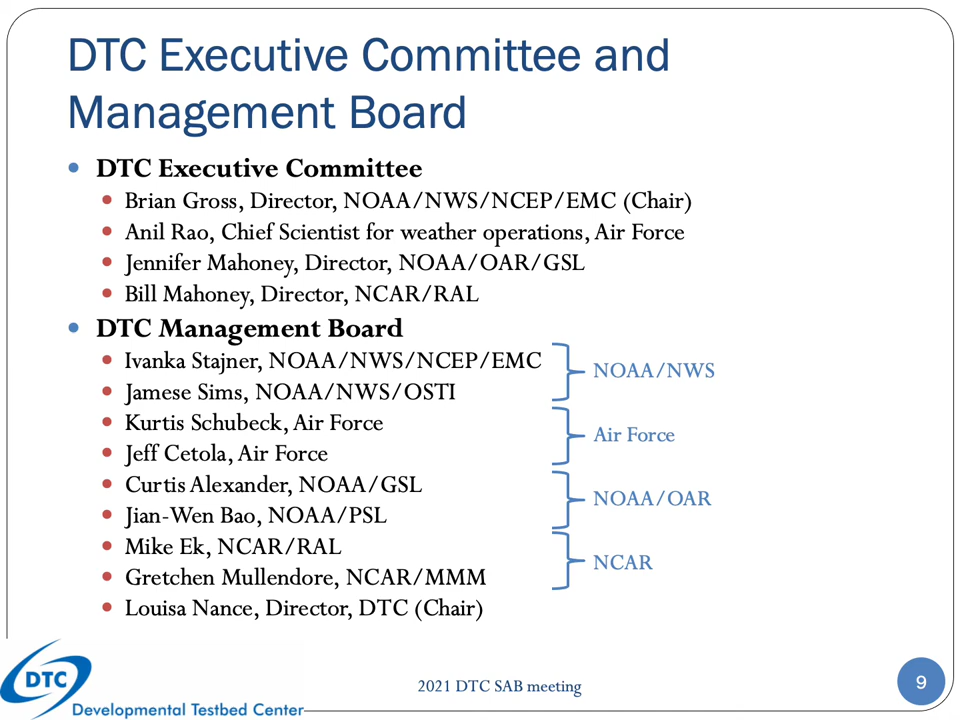 DTC Executive Committee and
Management Board
DTC Executive Committee
Brian Gross, Director, NOAA/NWS/NCEP/EMC (Chair)
Anil Rao, Chief Scientist for weather operations, Air Force
Jennifer Mahoney, Director, NOAA/OAR/GSL
Bill Mahoney, Director, NCAR/RAL
DTC Management Board
Ivanka Stajner, NOAA/NWS/NCEP/EMC
Jamese Sims, NOAA/NWS/OSTI
NOAA/NWS
Kurtis Schubeck, Air Force
Jeff Cetola, Air Force
Air Force
Curtis Alexander, NOAA/GSL
Jian-Wen Bao, NOAA/PSL
NOAA/OAR
Mike Ek, NCAR/RAL
Gretchen Mullendore, NCAR/MMM
NCAR
Louisa Nance, Director, DTC (Chair)
DTC
Developmental Testbed Center
2021 DTC SAB meeting
9